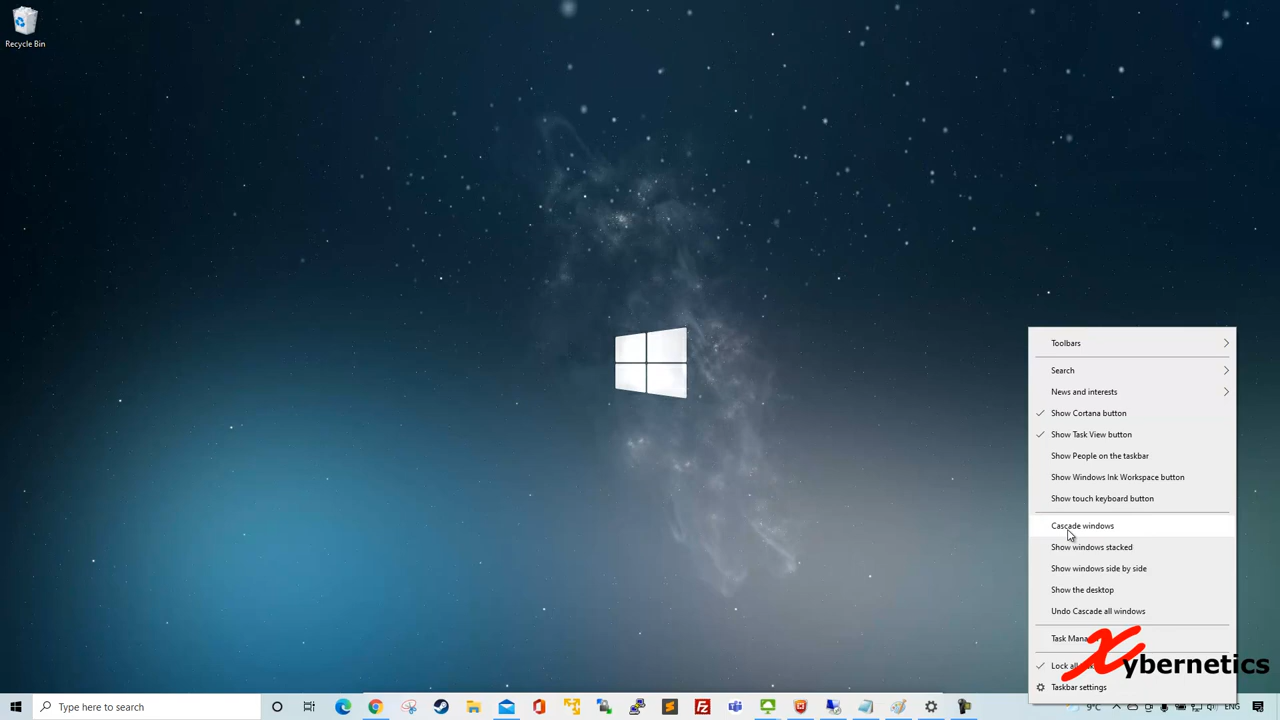 Recycle Bin
Toolbars
Search
News and interests
Show Cortana button
Show Task View button
Show People on the taskbar
Show Windows Ink Workspace button
Show touch keyboard button
Cascade windows
Show windows stacked
Show windows side by side
Show the desktop
Undo Cascade all windows
Task Man
Lock all
Xybernetics
Taskbar settings
Type here to search
9°C
ENG